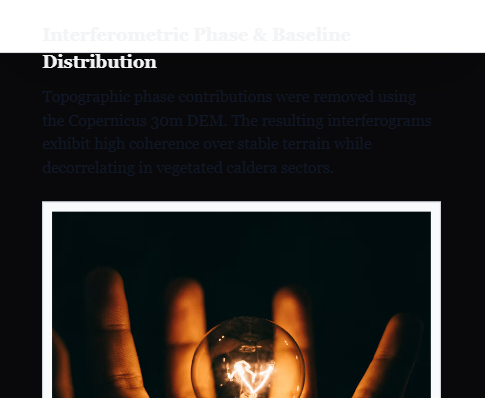 Interferometric Phase & Baseline
Distribution
Topographic phase contributions were removed using
the Copernicus 30m DEM. The resulting interferograms
exhibit high coherence over stable terrain while
decorrelating in vegetated caldera sectors.